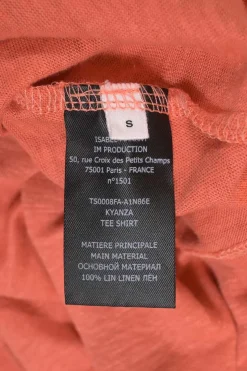 S
ISABEL
IM PRODUCTION
50, rue Croix des Petits Champs
75001 Paris - FRANCE
n°1501
TS0008FA-A1N86E
KYANZA
TEE SHIRT
MATIERE PRINCIPALE
MAIN MATERIAL
ОСНОВНОЙ МАТЕРИАЛ
100% LIN LINEN ЛЁН